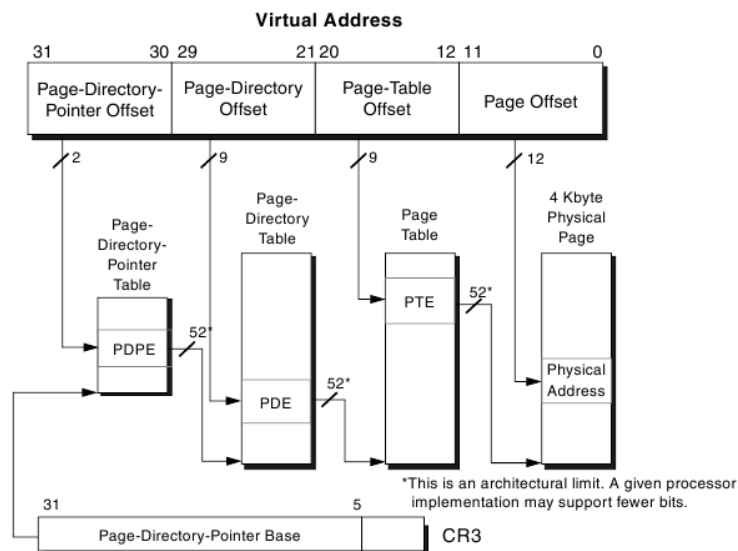 Virtual Address
31 30 29 21 20 12 11 0
Page-Directory-
Pointer Offset
Page-Directory
Offset
Page-Table
Offset
Page Offset
2
9
9
12
Page-
Directory-
Pointer
Table
Page-
Directory
Table
Page
Table
4 Kbyte
Physical
Page
PDPE
52*
PDE
52*
PTE
52*
Physical
Address
*This is an architectural limit. A given processor
implementation may support fewer bits.
31 5
Page-Directory-Pointer Base
CR3